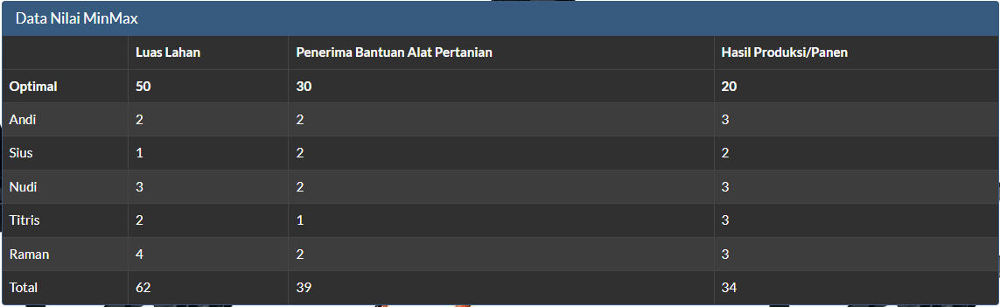 Data Nilai MinMax
Luas Lahan Penerima Bantuan Alat Pertanian Hasil Produksi/Panen
Optimal 50 30 20
Andi 2 2 3
Sius 1 2 2
Nudi 3 2 3
Titris 2 1 3
Raman 4 2 3
Total 62 39 34